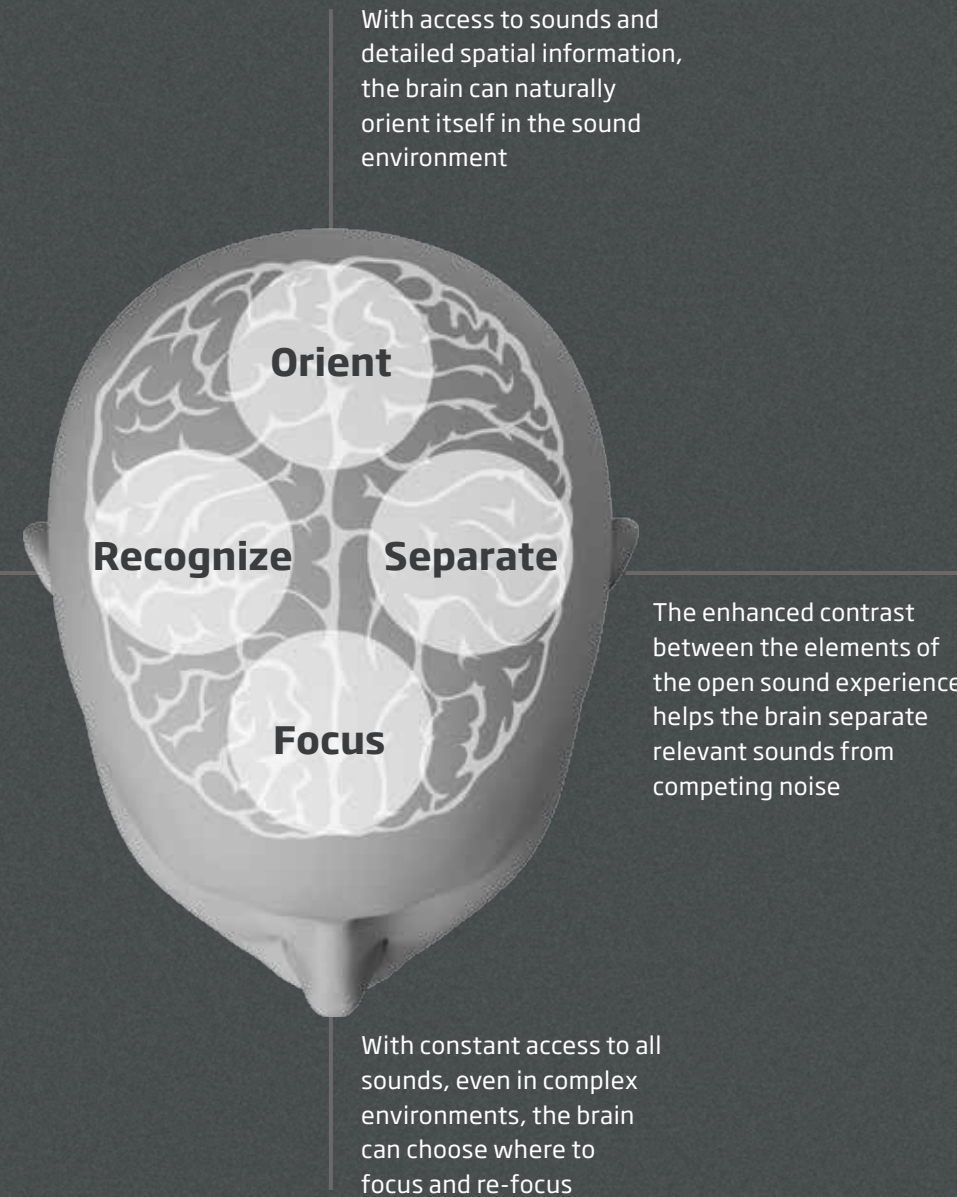 With access to sounds and
detailed spatial information,
the brain can naturally
orient itself in the sound
environment
Orient
Recognize
Separate
The enhanced contrast
between the elements of
the open sound experience
helps the brain separate
relevant sounds from
competing noise
Focus
With constant access to all
sounds, even in complex
environments, the brain
can choose where to
focus and re-focus